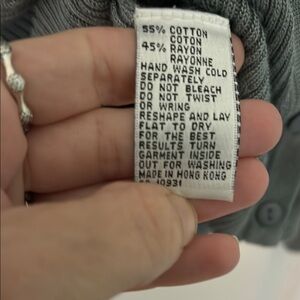 55% COTTON
COTON
45% RAYON
RAYONNE
HAND WASH COLD
SEPARATELY
DO NOT BLEACH
DO NOT TWIST
OR WRING
RESHAPE AND LAY
FLAT TO DRY
FOR THE BEST
RESULTS TURN
GARMENT INSIDE
OUT FOR WASHING
MADE IN HONG KONG
10931